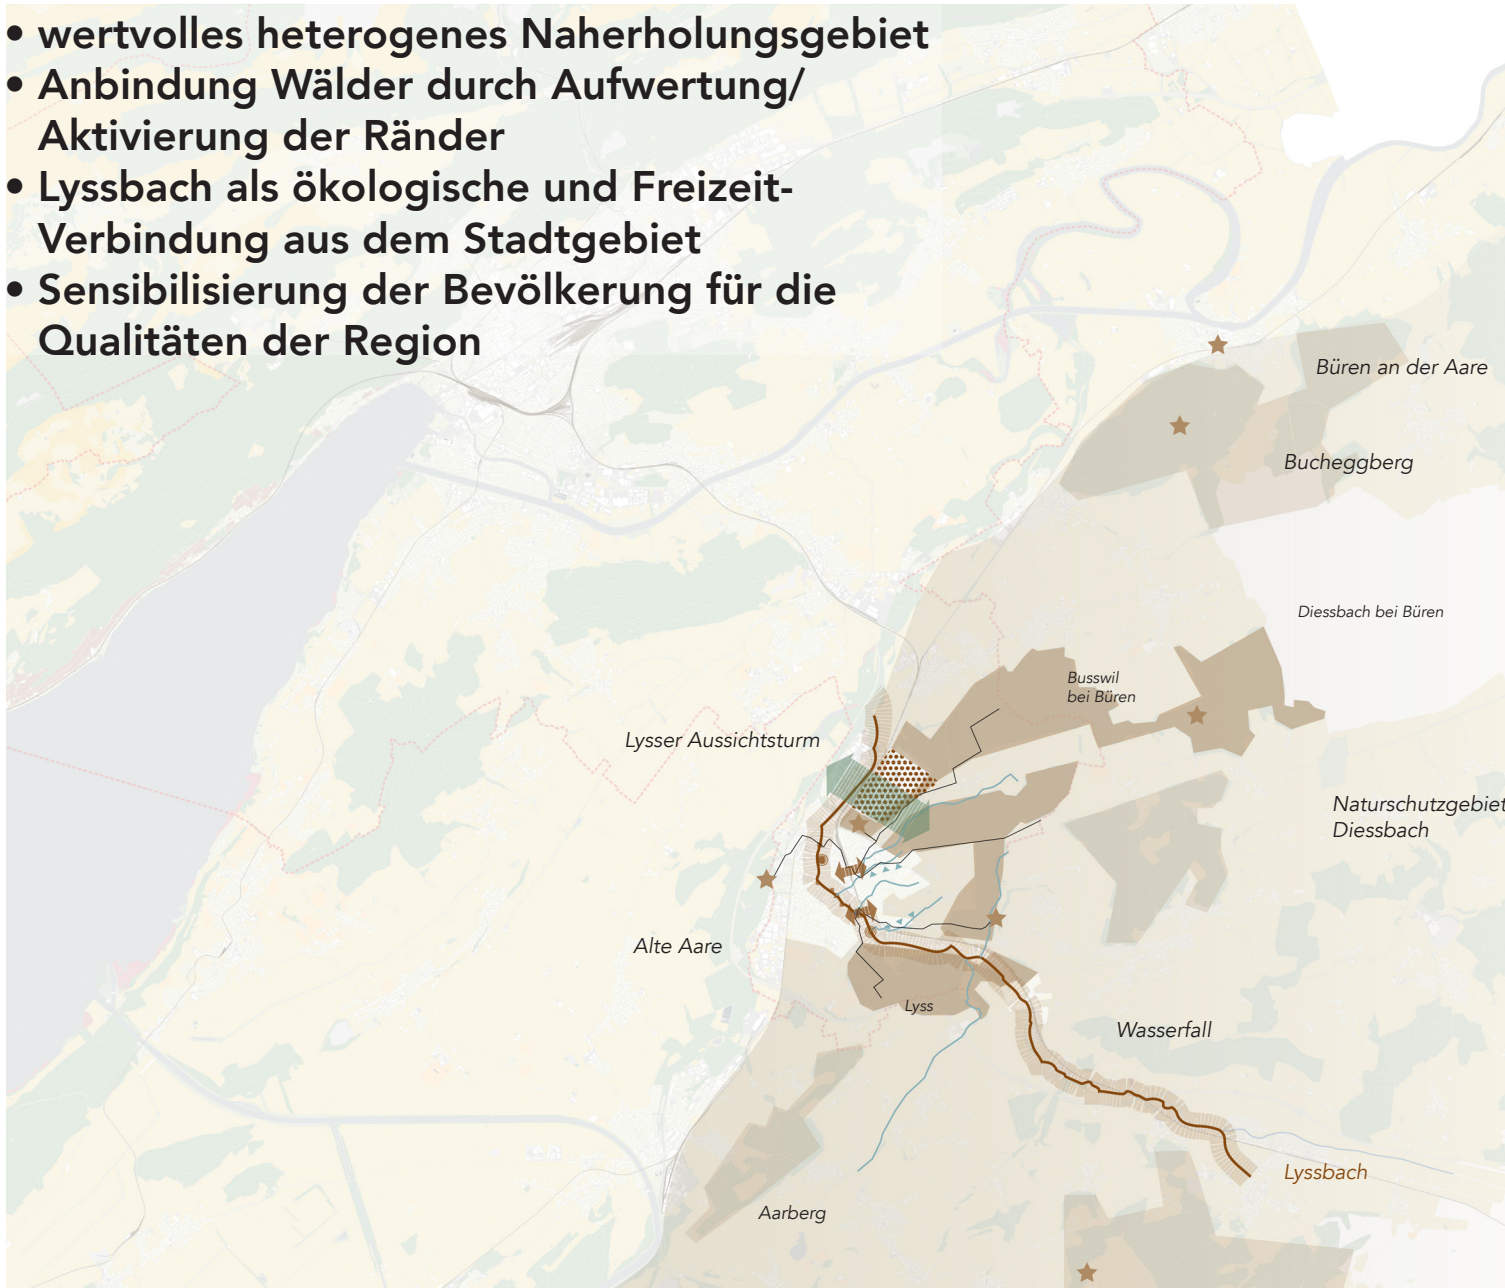 • wertvolles heterogenes Naherholungsgebiet
• Anbindung Wälder durch Aufwertung/
Aktivierung der Ränder
• Lyssbach als ökologische und Freizeit-
Verbindung aus dem Stadtgebiet
• Sensibilisierung der Bevölkerung für die
Qualitäten der Region
Büren an der Aare
Bucheggberg
Diessbach bei Büren
Busswil
bei Büren
Lysser Aussichtsturm
Naturschutzgebiet
Diessbach
Alte Aare
Lyss
Wasserfall
Lyssbach
Aarberg